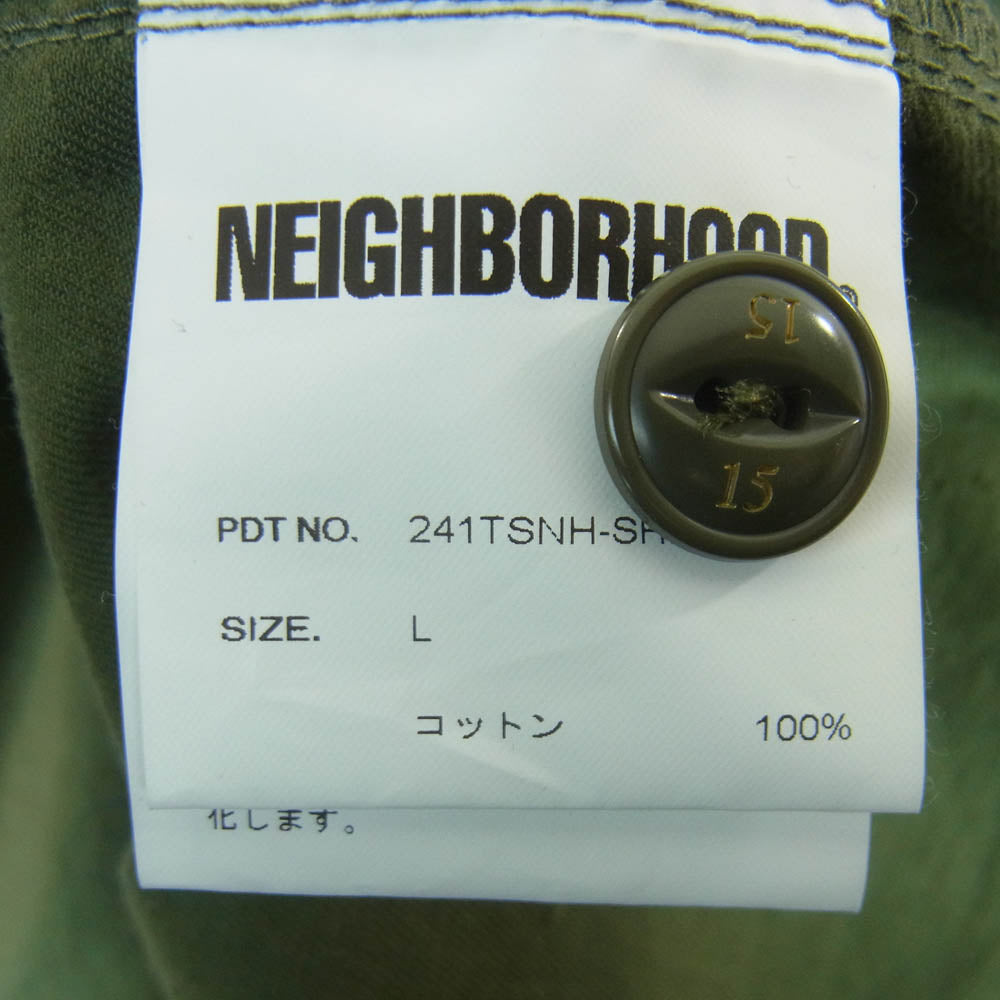 NEIGHBORHOOD
15
15
PDT NO. 241TSNH-SH
SIZE. L
コットン 100%
化します。